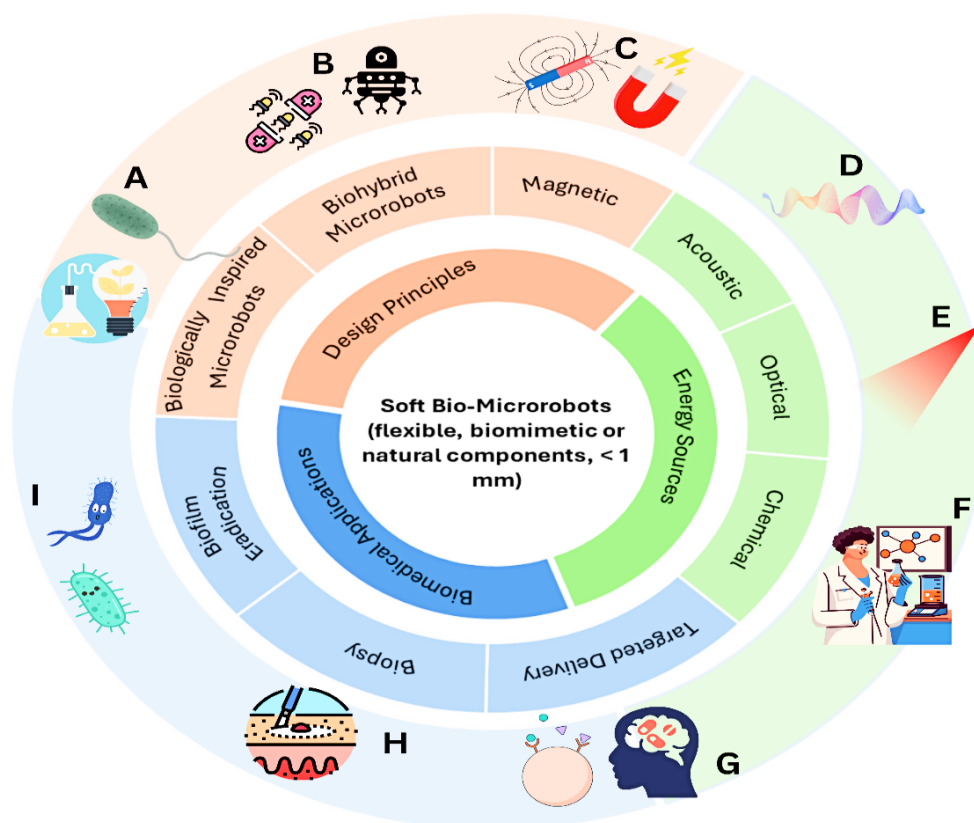 A
B
C
D
E
F
G
H
I
Biologically Inspired
Microrobots
Biohybrid
Microrobots
Magnetic
Acoustic
Optical
Chemical
Targeted Delivery
Biopsy
Biofilm
Eradication
Design Principles
Energy Sources
Biomedical Applications
Soft Bio-Microrobots
(flexible, biomimetic or
natural components, < 1
mm)